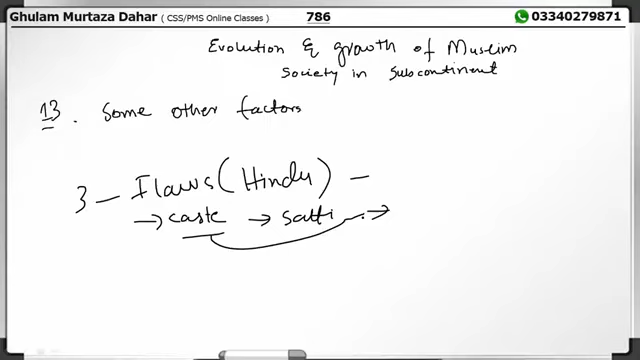 Ghulam Murtaza Dahar (CSS/PMS Online Classes) 786 03340279871
Evolution & growth of Muslim
Society in Subcontinent
13. Some other factors
3 — Flaws (Hindu) —
→ caste → Satti →